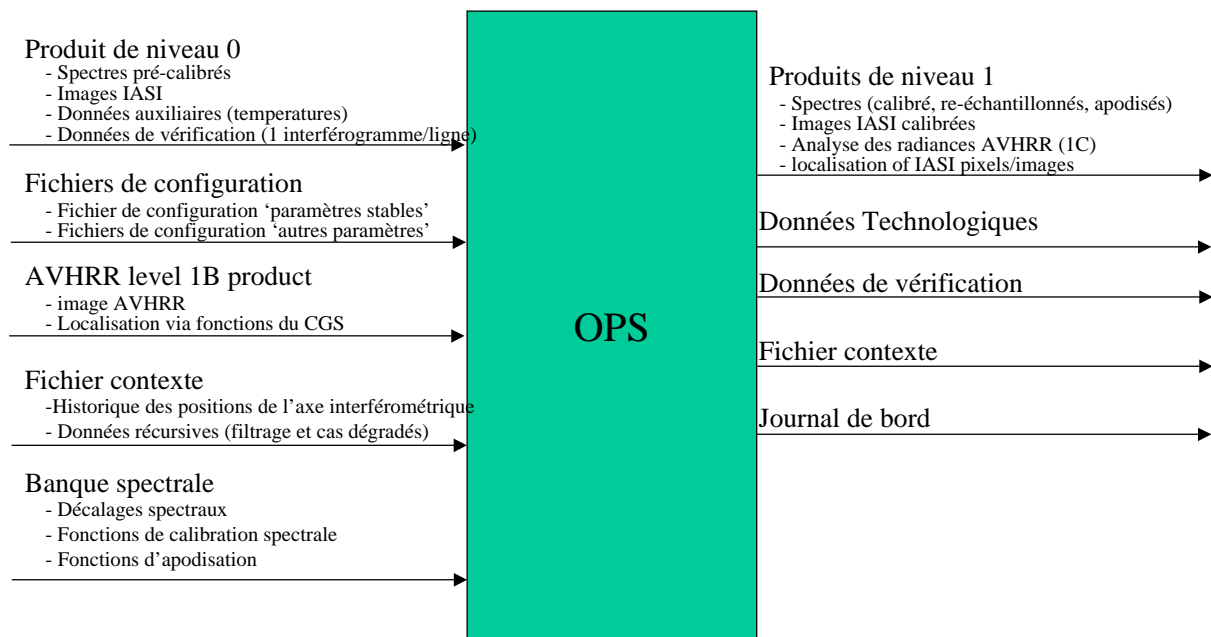 Produit de niveau 0
- Spectres pré-calibrés
- Images IASI
- Données auxiliaires (temperatures)
- Données de vérification (1 interférogramme/ligne)
Fichiers de configuration
- Fichier de configuration ‘paramètres stables’
- Fichiers de configuration ‘autres paramètres’
AVHRR level 1B product
- image AVHRR
- Localisation via fonctions du CGS
Fichier contexte
-Historique des positions de l’axe interférométrique
- Données récursives (filtrage et cas dégradés)
Banque spectrale
- Décalages spectraux
- Fonctions de calibration spectrale
- Fonctions d’apodisation
OPS
Produits de niveau 1
- Spectres (calibré, re-échantillonnés, apodisés)
- Images IASI calibrées
- Analyse des radiances AVHRR (1C)
- localisation of IASI pixels/images
Données Technologiques
Données de vérification
Fichier contexte
Journal de bord